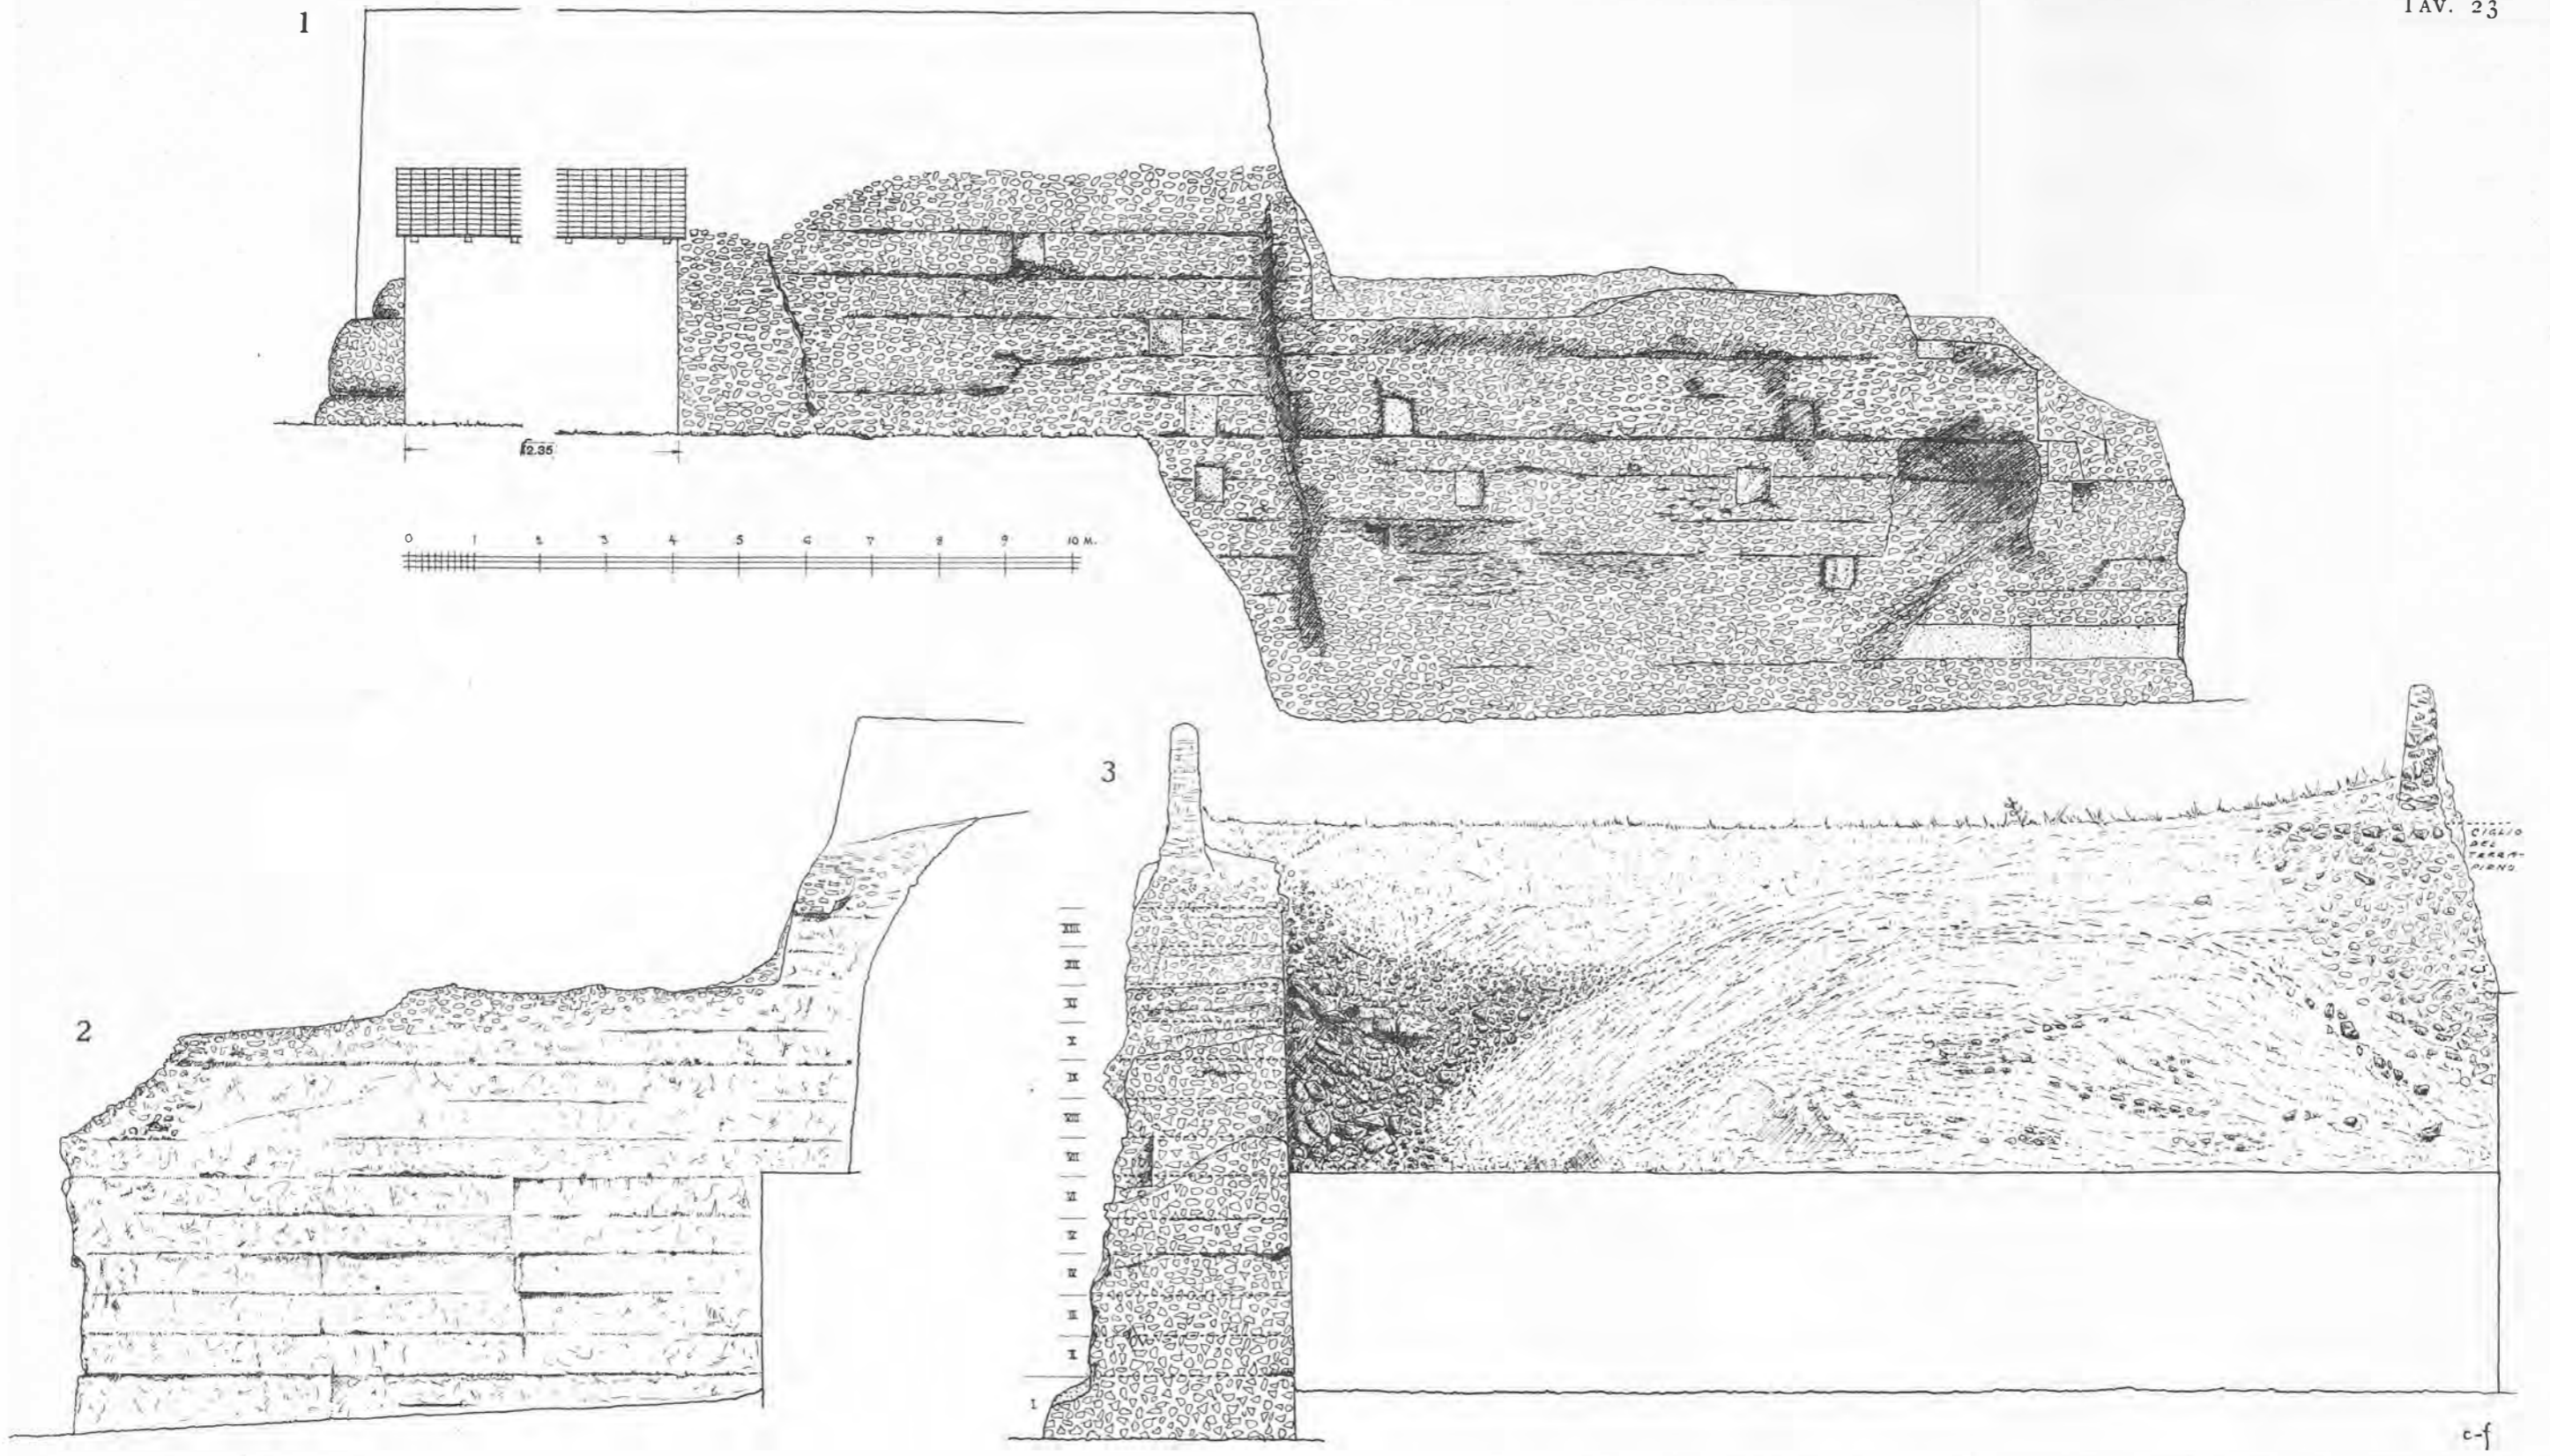 TAV. 23
1
12.35
0 1 2 3 4 5 6 7 8 9 10 M.
2
3
CIGLIO
DEL
TERRA-
PIENO
XIII
XII
XI
X
IX
VIII
VII
VI
V
IV
III
II
I
c-f